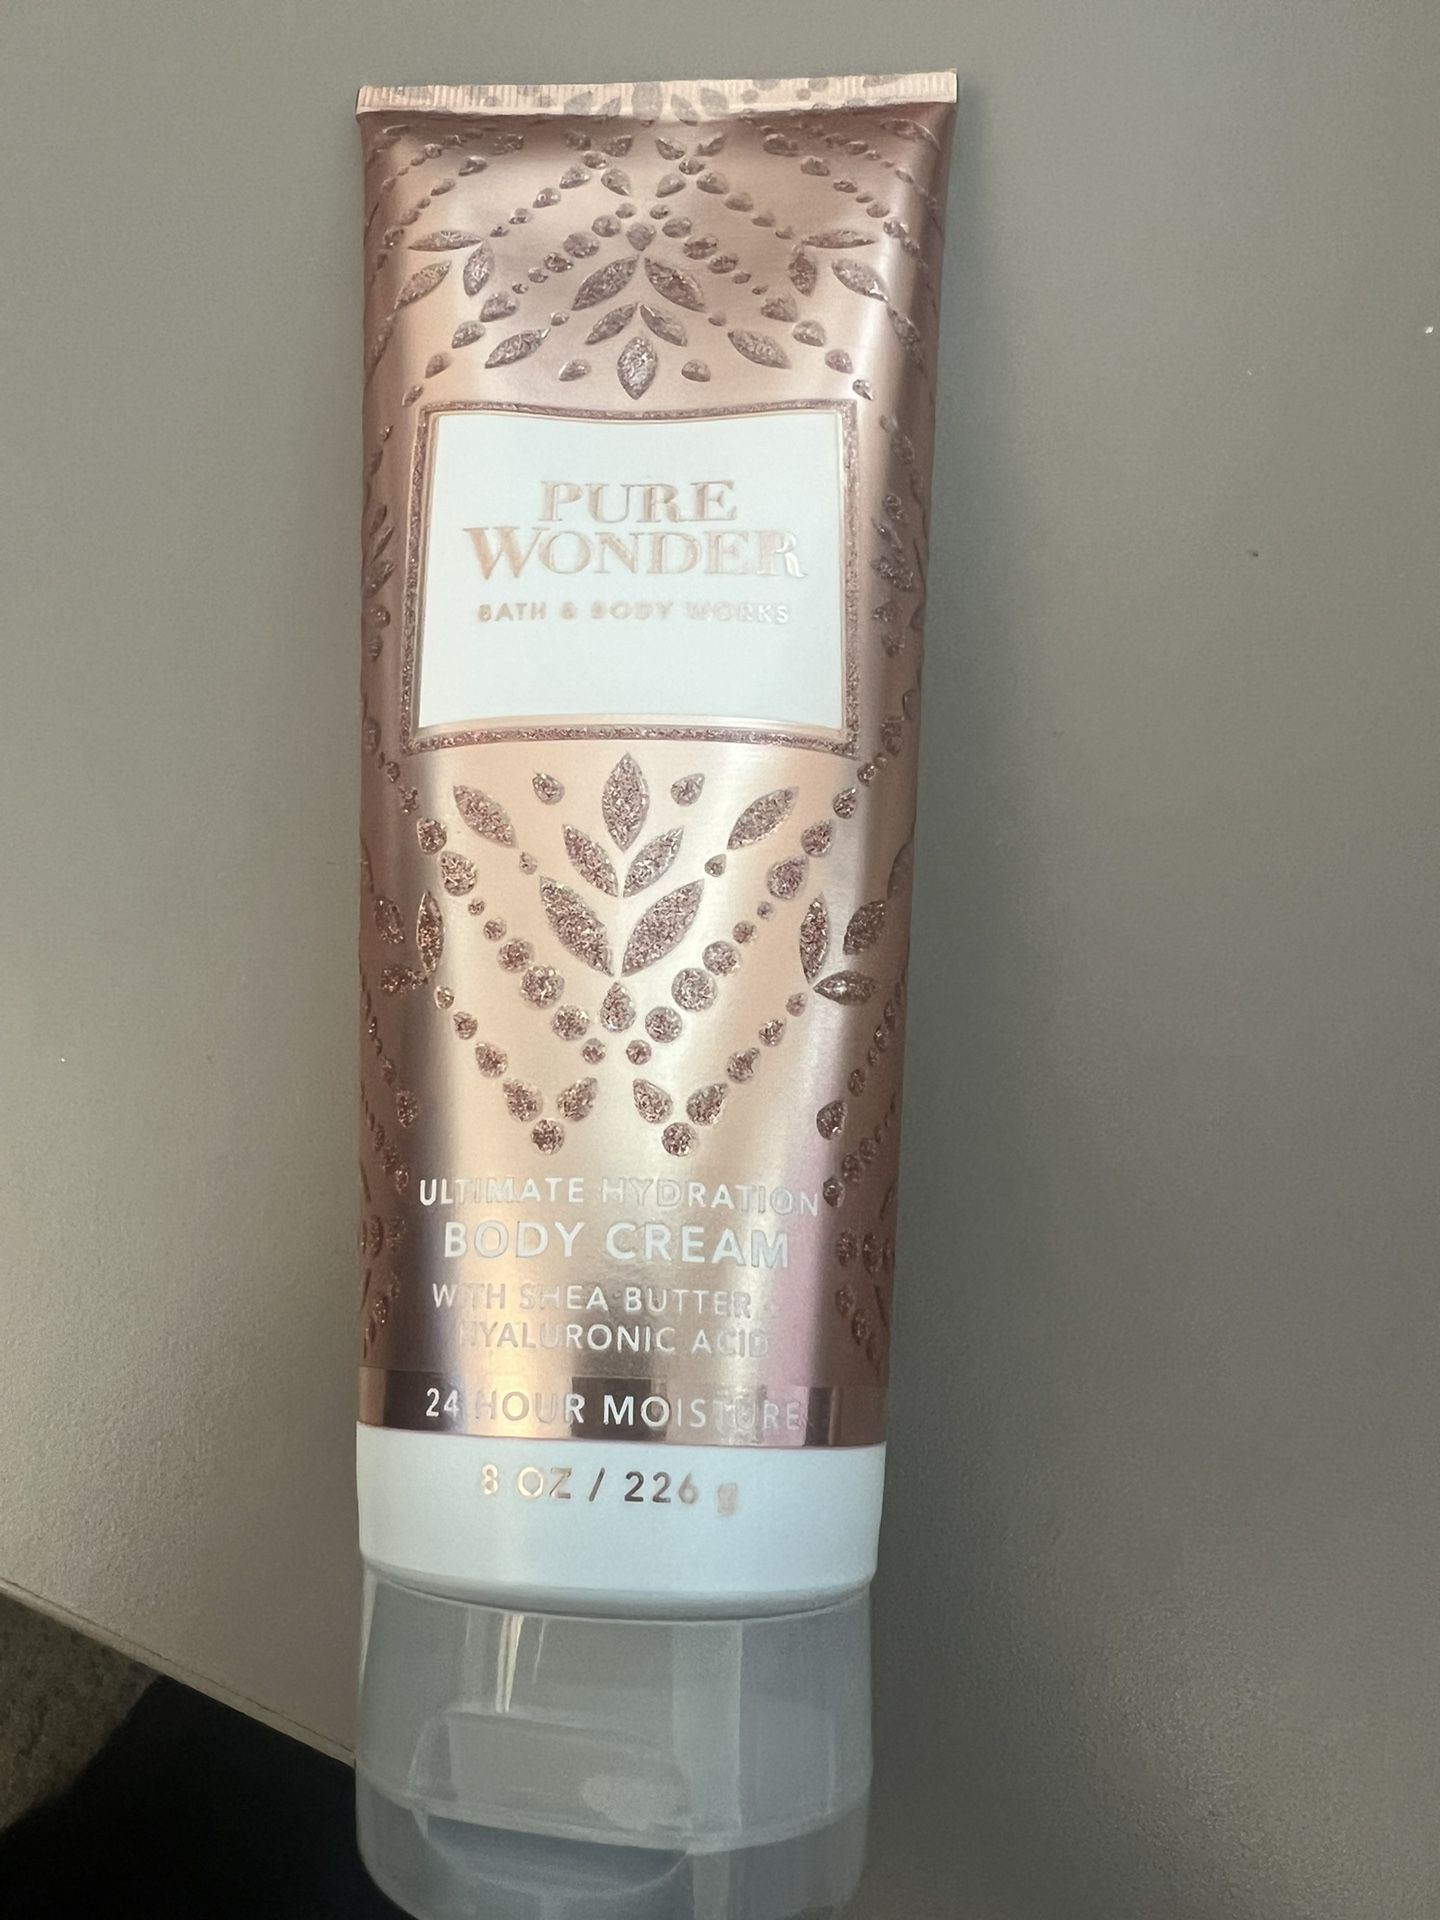 PURE
WONDER
BATH & BODY WORKS
ULTIMATE HYDRATION
BODY CREAM
WITH SHEA BUTTER +
HYALURONIC ACID
24 HOUR MOISTURE
8 OZ / 226 g